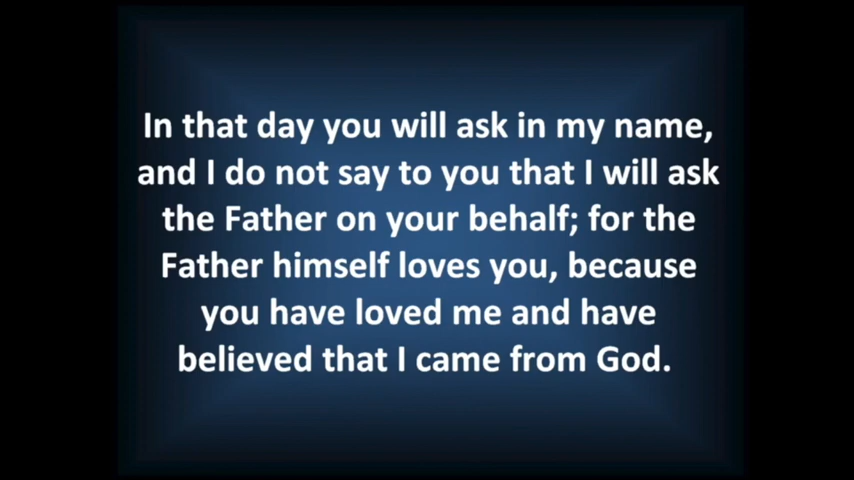 In that day you will ask in my name,
and I do not say to you that I will ask
the Father on your behalf; for the
Father himself loves you, because
you have loved me and have
believed that I came from God.